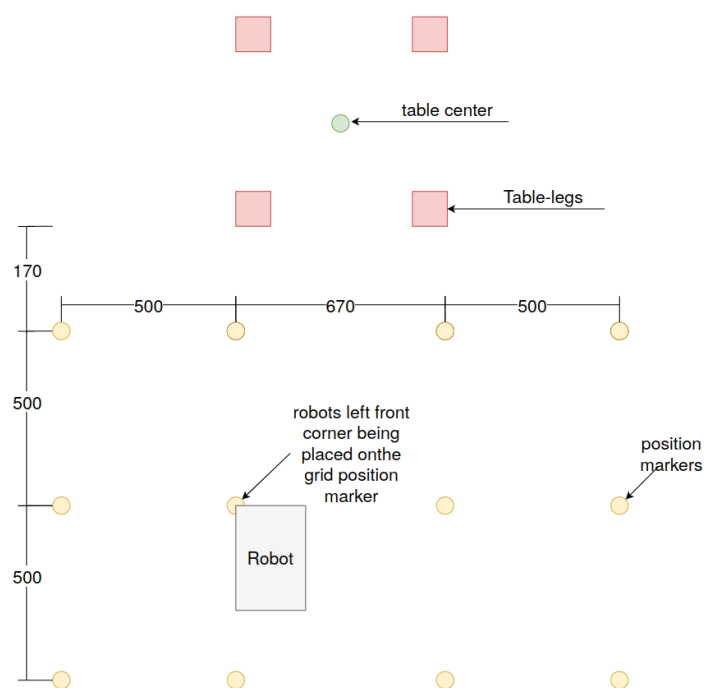 table center
Table-legs
170
500
670
500
500
robots left front
corner being
placed onthe
grid position
marker
position
markers
Robot
500